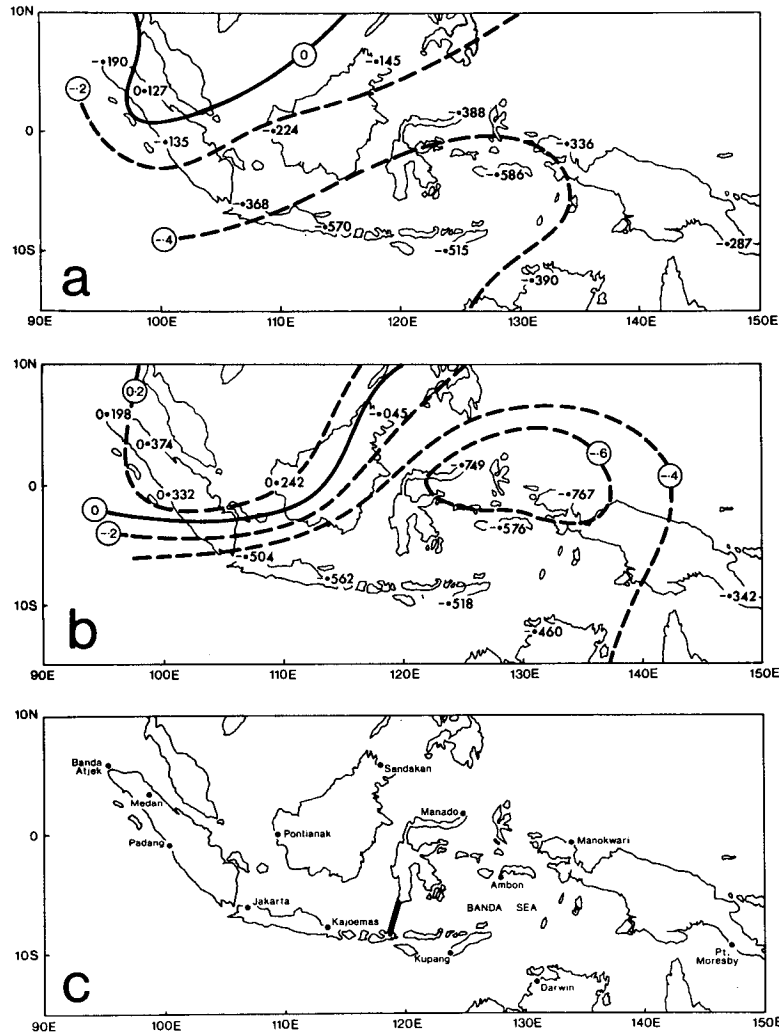 10N
0
-·190
-·145
-·2
0·127
-·388
0
-·135
-·224
-·336
-·586
-·368
-·570
-·4
-·515
-·287
10S
-·390
a
90E 100E 110E 120E 130E 140E 150E
10N
0·2
0·198
-·045
0·374
-·749
-·6
-·4
0
0·332
0·242
-·767
0
-·2
-·576
-·504
-·562
-·342
10S
-·518
-·460
b
90E 100E 110E 120E 130E 140E 150E
10N
Banda
Atjek
Sandakan
Medan
Manado
0
Padang
Pontianak
Manokwari
Ambon
Jakarta
BANDA SEA
Kajoemas
10S
Kupang
Pt.
Moresby
Darwin
c
90E 100E 110E 120E 130E 140E 150E